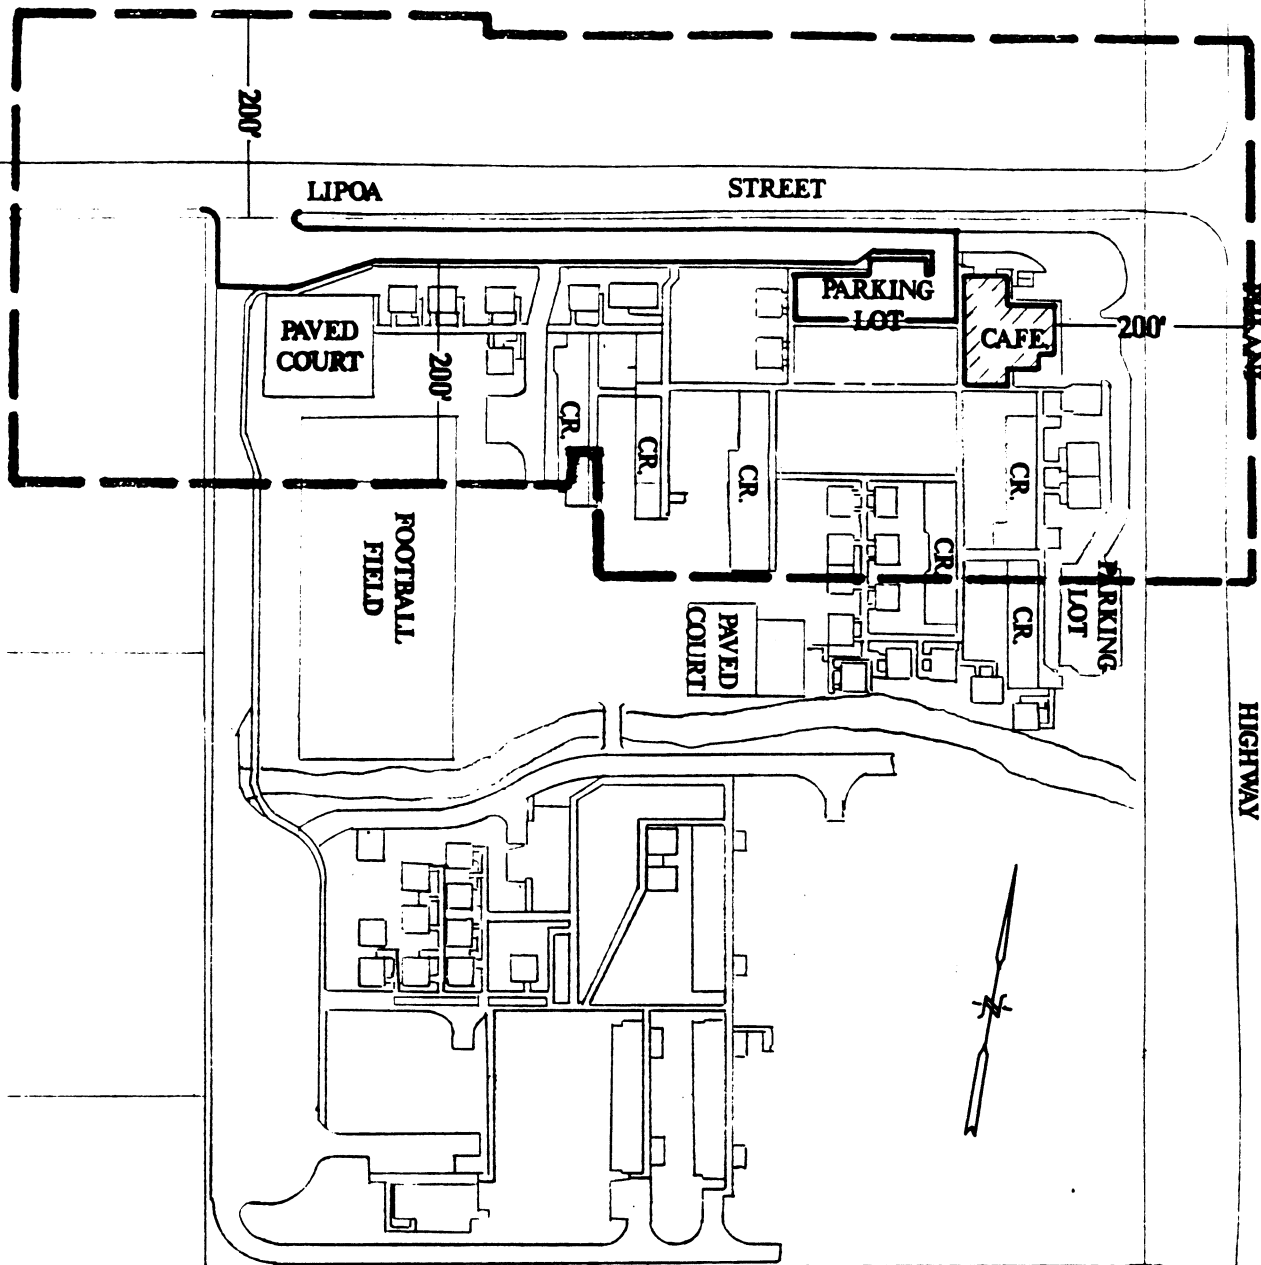 200'
LIPOA STREET
PARKING
LOT
CAFE.
200'
PAVED
COURT
200'
CR.
CR.
CR.
CR.
CR.
CR.
FOOTBALL
FIELD
PAVED
COURT
PARKING
LOT
HIGHWAY
N